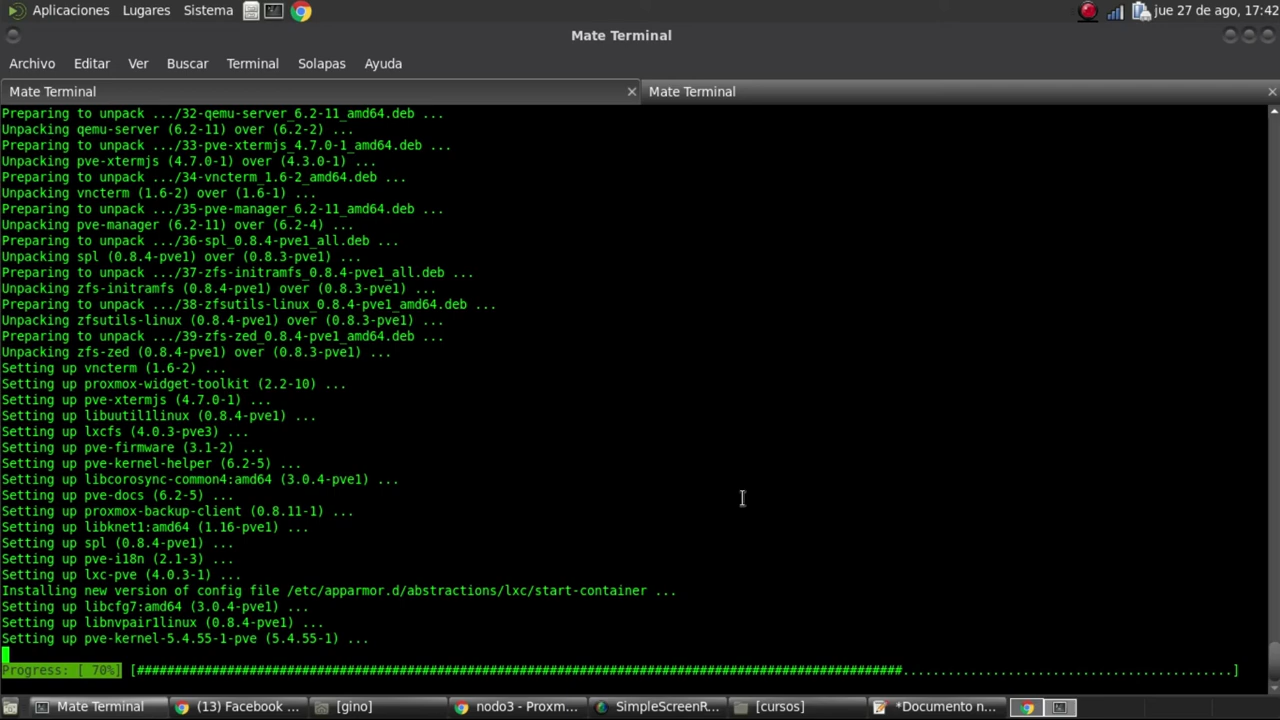 Aplicaciones Lugares Sistema jue 27 de ago, 17:42
Mate Terminal
Archivo Editar Ver Buscar Terminal Solapas Ayuda
Mate Terminal Mate Terminal
Preparing to unpack .../32-qemu-server_6.2-11_amd64.deb ...
Unpacking qemu-server (6.2-11) over (6.2-2) ...
Preparing to unpack .../33-pve-xtermjs_4.7.0-1_amd64.deb ...
Unpacking pve-xtermjs (4.7.0-1) over (4.3.0-1) ...
Preparing to unpack .../34-vncterm_1.6-2_amd64.deb ...
Unpacking vncterm (1.6-2) over (1.6-1) ...
Preparing to unpack .../35-pve-manager_6.2-11_amd64.deb ...
Unpacking pve-manager (6.2-11) over (6.2-4) ...
Preparing to unpack .../36-spl_0.8.4-pve1_all.deb ...
Unpacking spl (0.8.4-pve1) over (0.8.3-pve1) ...
Preparing to unpack .../37-zfs-initramfs_0.8.4-pve1_all.deb ...
Unpacking zfs-initramfs (0.8.4-pve1) over (0.8.3-pve1) ...
Preparing to unpack .../38-zfsutils-linux_0.8.4-pve1_amd64.deb ...
Unpacking zfsutils-linux (0.8.4-pve1) over (0.8.3-pve1) ...
Preparing to unpack .../39-zfs-zed_0.8.4-pve1_amd64.deb ...
Unpacking zfs-zed (0.8.4-pve1) over (0.8.3-pve1) ...
Setting up vncterm (1.6-2) ...
Setting up proxmox-widget-toolkit (2.2-10) ...
Setting up pve-xtermjs (4.7.0-1) ...
Setting up libuutil1linux (0.8.4-pve1) ...
Setting up lxcfs (4.0.3-pve3) ...
Setting up pve-firmware (3.1-2) ...
Setting up pve-kernel-helper (6.2-5) ...
Setting up libcorosync-common4:amd64 (3.0.4-pve1) ...
Setting up pve-docs (6.2-5) ...
Setting up proxmox-backup-client (0.8.11-1) ...
Setting up libknet1:amd64 (1.16-pve1) ...
Setting up spl (0.8.4-pve1) ...
Setting up pve-i18n (2.1-3) ...
Setting up lxc-pve (4.0.3-1) ...
Installing new version of config file /etc/apparmor.d/abstractions/lxc/start-container ...
Setting up libcfg7:amd64 (3.0.4-pve1) ...
Setting up libnvpair1linux (0.8.4-pve1) ...
Setting up pve-kernel-5.4.55-1-pve (5.4.55-1) ...
Progress: [ 70%] [######################################################################################################............................................]
Mate Terminal (13) Facebook ... [gino] nodo3 - Proxm... SimpleScreenR... [cursos] *Documento n...